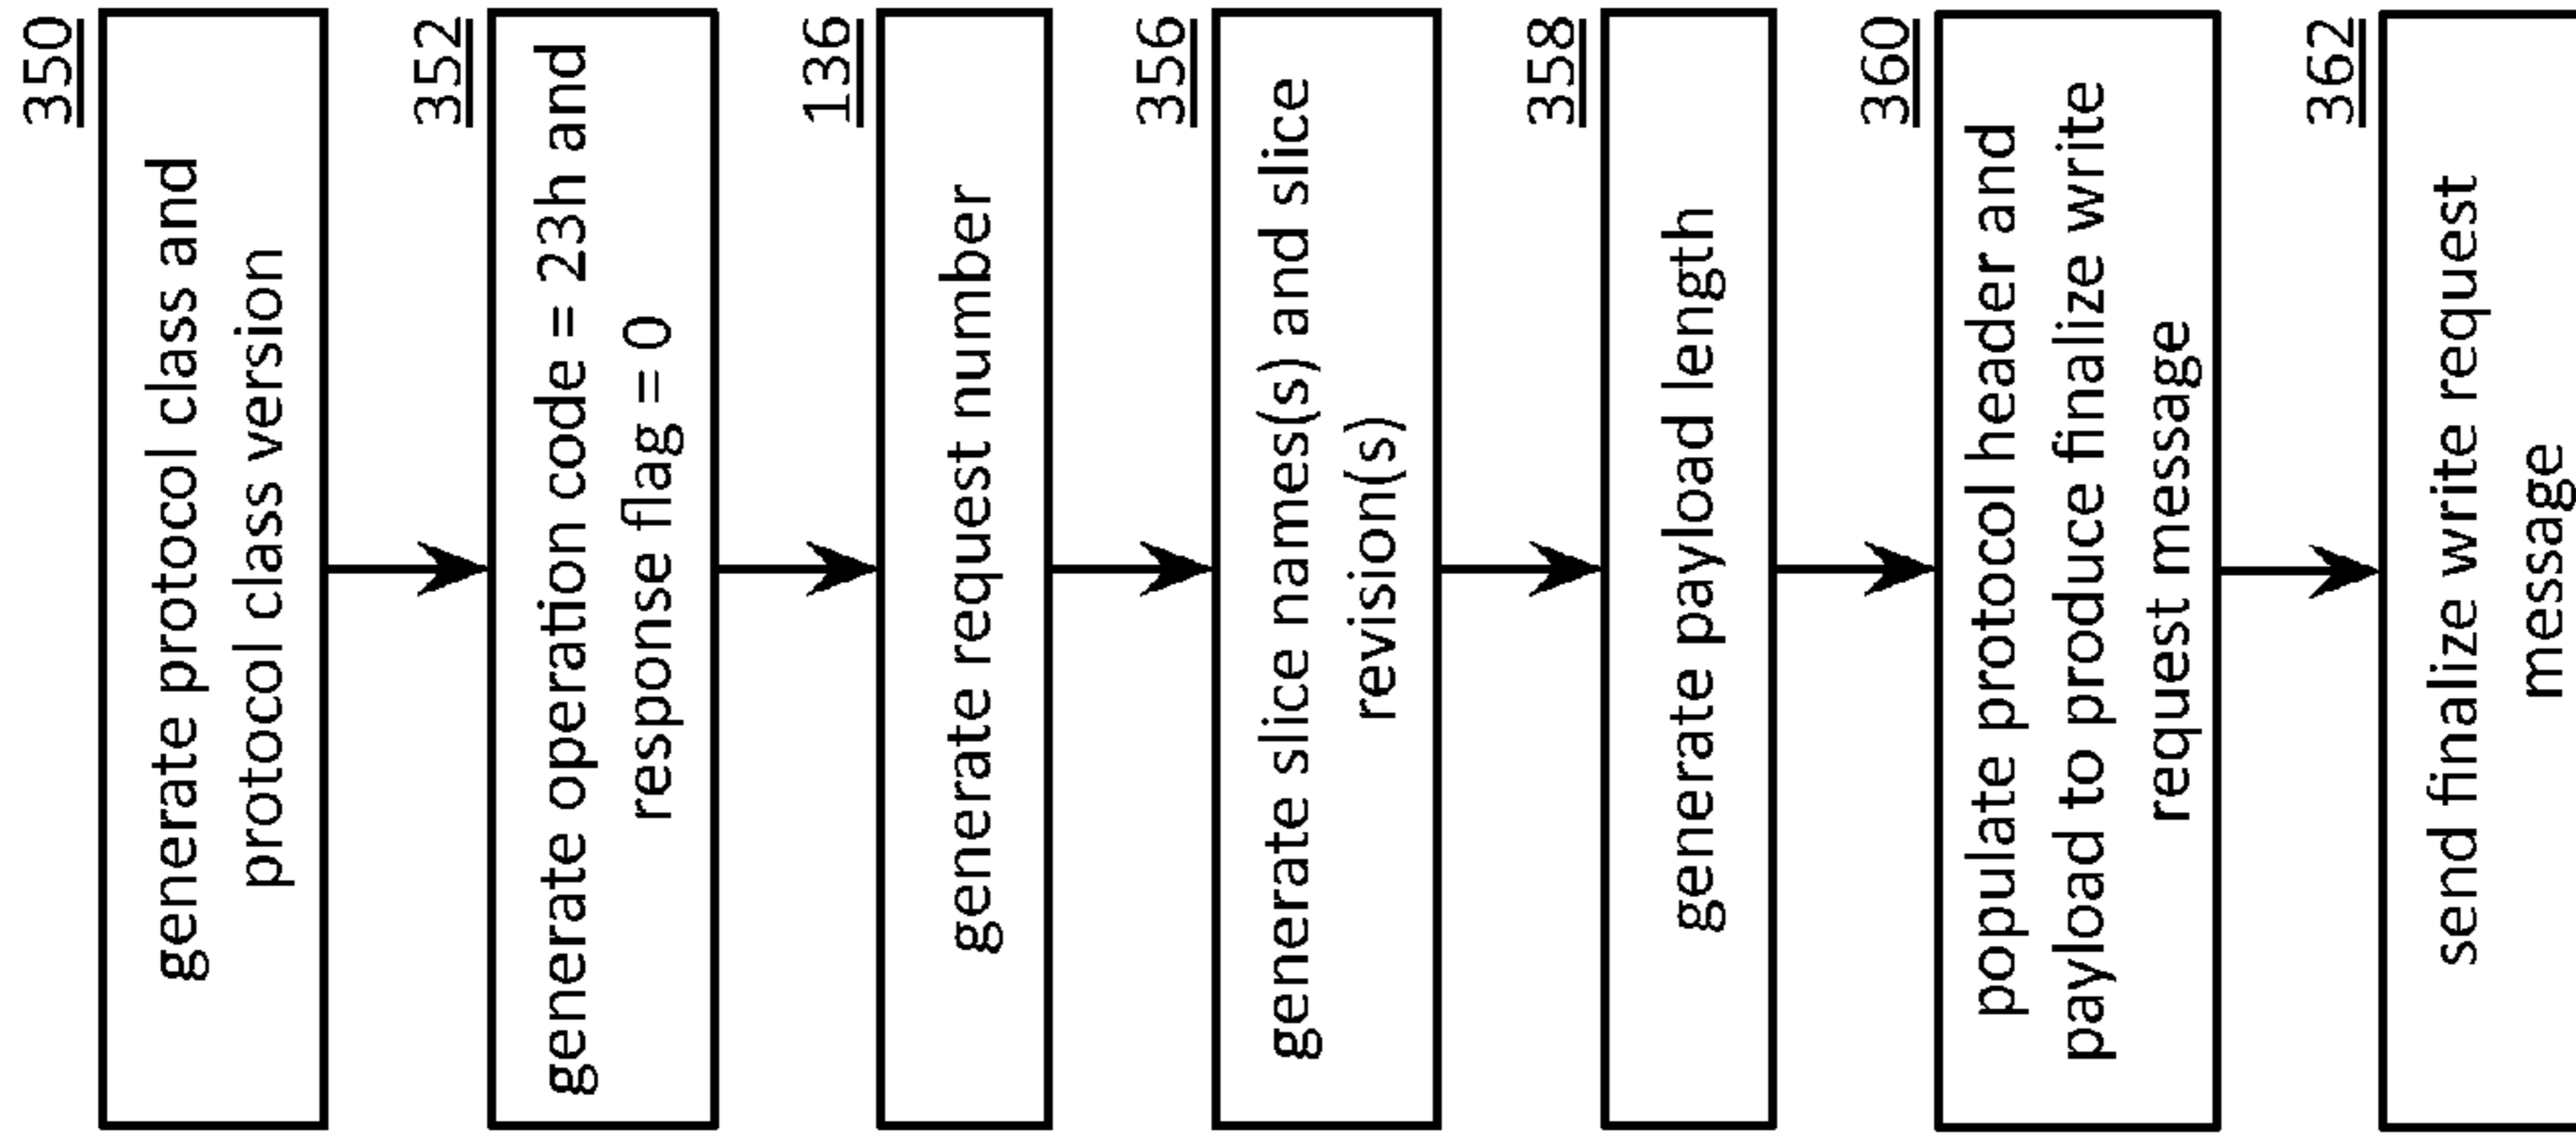 350
generate protocol class and
protocol class version
352
generate operation code = 23h and
response flag = 0
136
generate request number
356
generate slice names(s) and slice
revision(s)
358
generate payload length
360
populate protocol header and
payload to produce finalize write
request message
362
send finalize write request
message